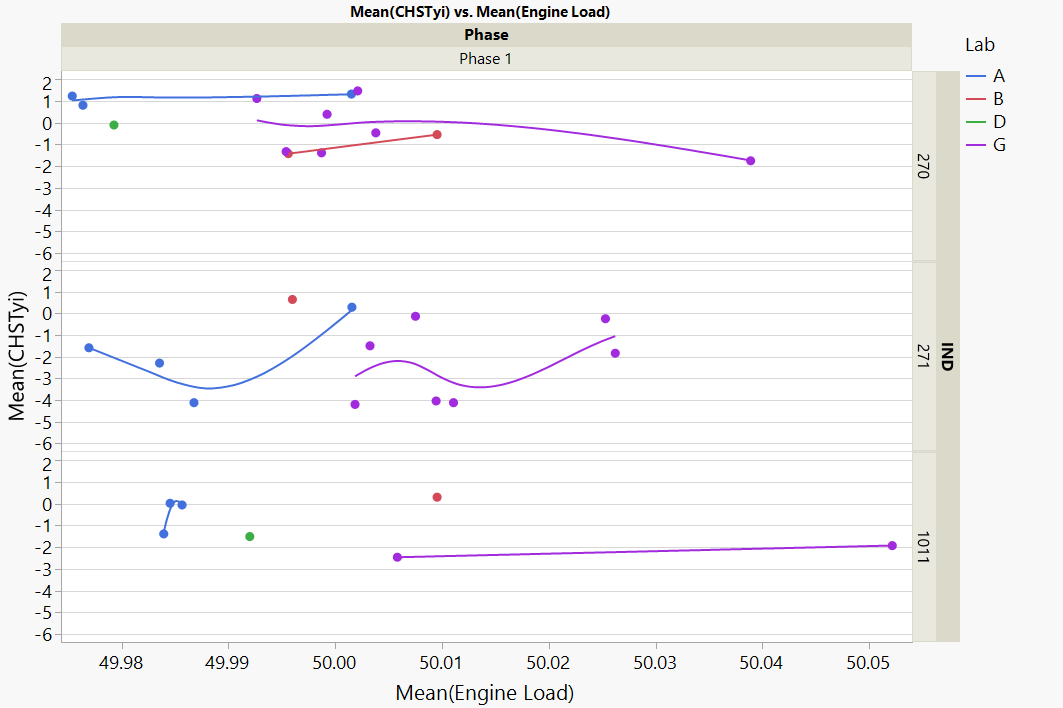 Mean(CHSTyi) vs. Mean(Engine Load)
Phase
Phase 1
Lab
A
B
D
G
2
1
0
-1
-2
-3
-4
-5
-6
270
2
1
0
-1
-2
-3
-4
-5
-6
271
2
1
0
-1
-2
-3
-4
-5
-6
1011
IND
Mean(CHSTyi)
49.98 49.99 50.00 50.01 50.02 50.03 50.04 50.05
Mean(Engine Load)